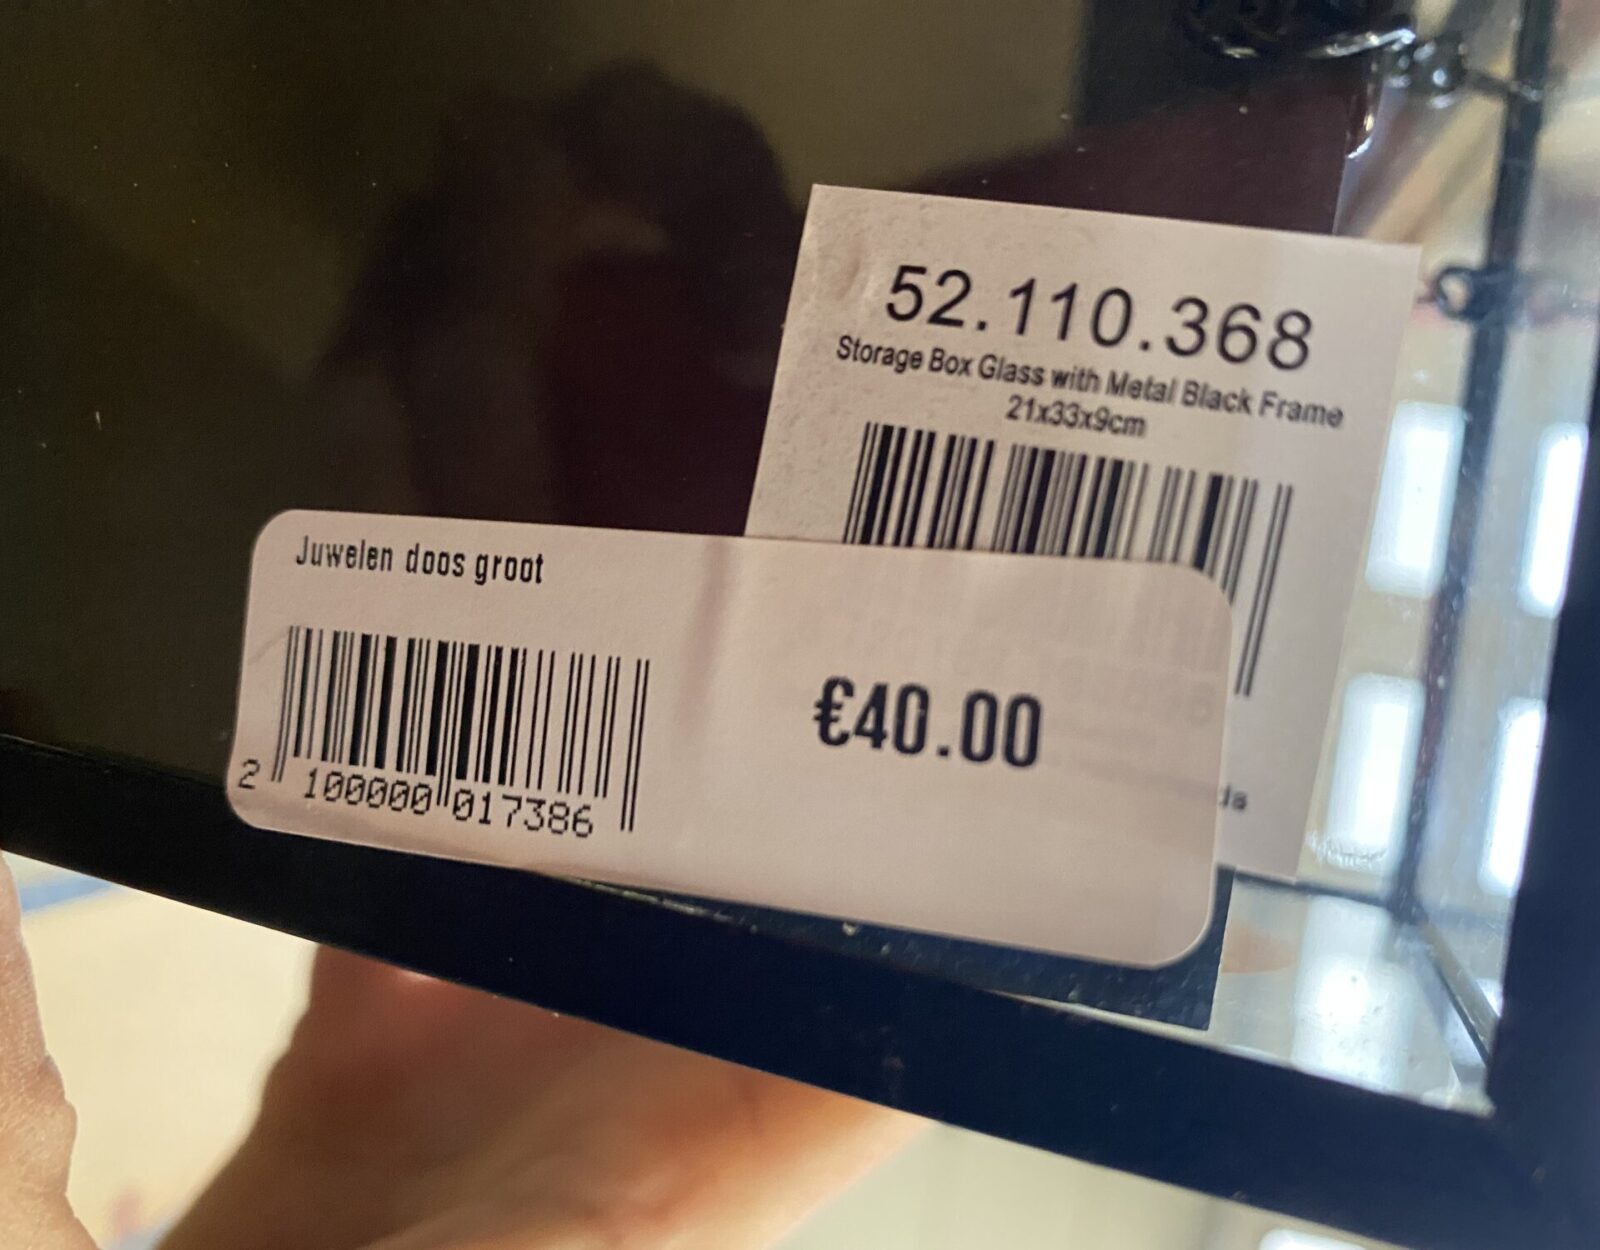 52.110.368
Storage Box Glass with Metal Black Frame
21x33x9cm
Juwelen doos groot
€40.00
2 100000 017386